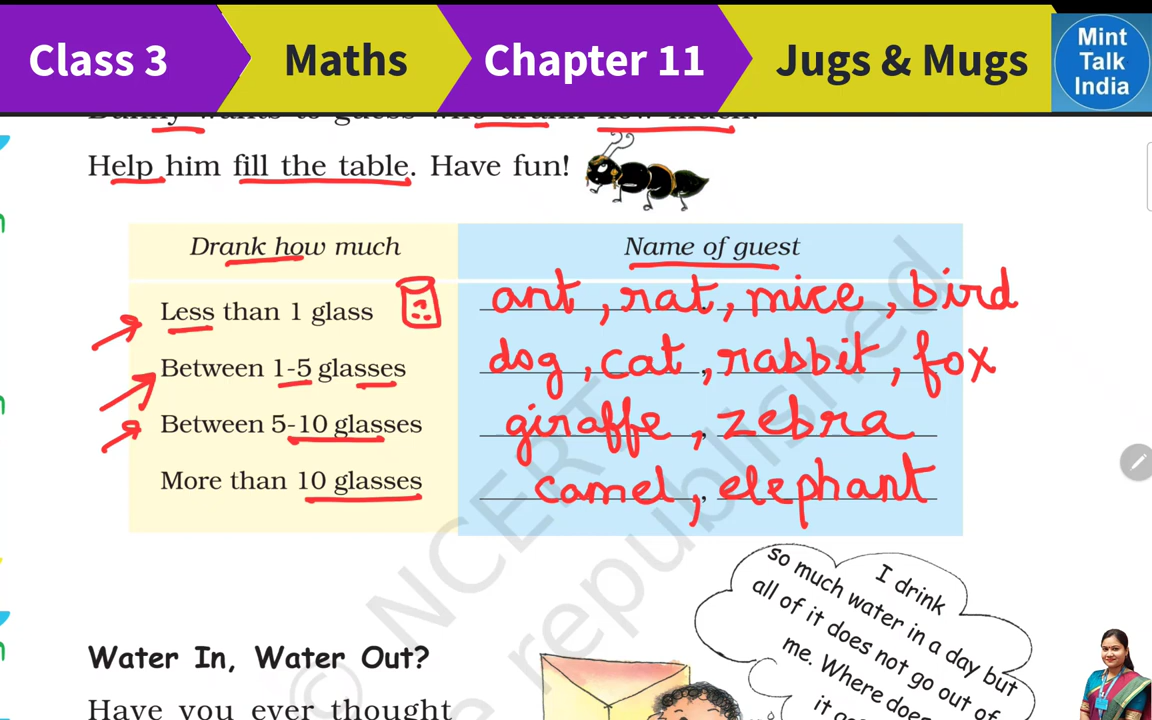 Class 3 Maths Chapter 11 Jugs & Mugs
Mint
Talk
India
Help him fill the table. Have fun!
Drank how much Name of guest
Less than 1 glass ant, rat, mice, bird
Between 1-5 glasses dog, cat, rabbit, fox
Between 5-10 glasses giraffe, zebra
More than 10 glasses camel, elephant
© NCERT
republished
I drink
so much water in a day but
all of it does not go out of
me. Where does
Water In, Water Out?
Have you ever thought